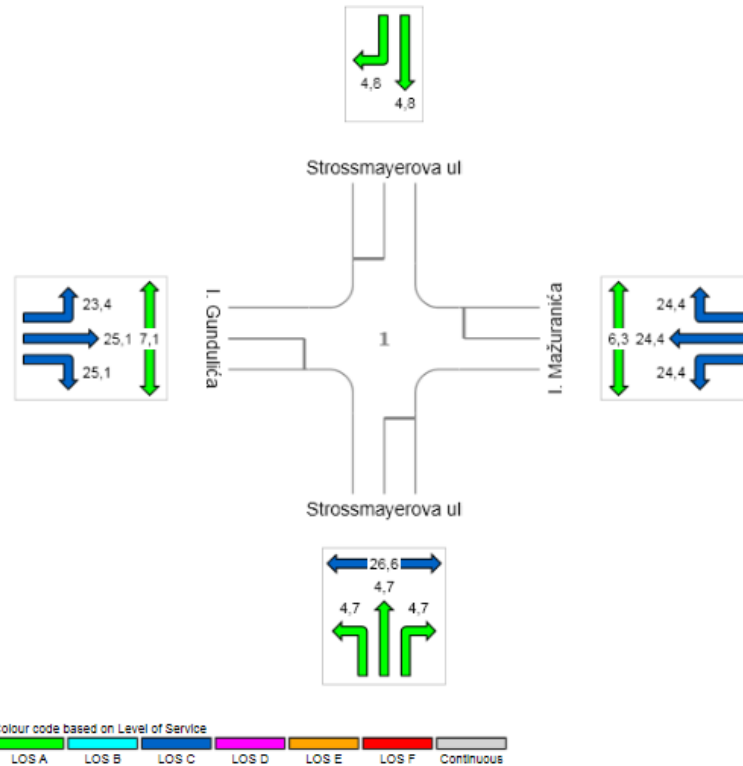 4,6
4,8
Strossmayerova ul
I. Gundulića
I. Mažuranića
23,4
25,1 7,1
25,1
1
24,4
6,3 24,4
24,4
Strossmayerova ul
26,6
4,7
4,7 4,7
Colour code based on Level of Service
LOS A LOS B LOS C LOS D LOS E LOS F Continuous